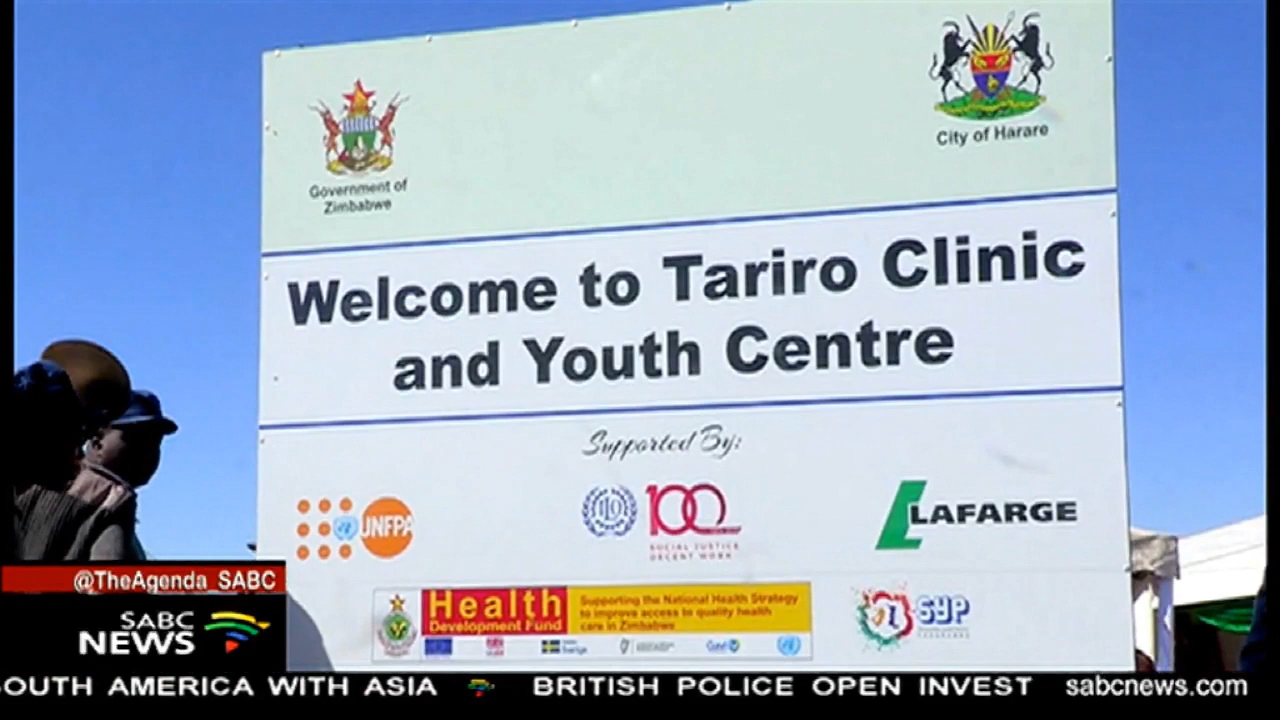 Government of
Zimbabwe
City of Harare
Welcome to Tariro Clinic
and Youth Centre
Supported By:
UNFPA
ILO
100
SOCIAL JUSTICE
DECENT WORK
LAFARGE
Health
Development Fund
Supporting the National Health Strategy
to improve access to quality health
care in Zimbabwe
SYP
@TheAgenda_SABC
SABC
NEWS
OUTH AMERICA WITH ASIA
BRITISH POLICE OPEN INVEST
sabcnews.com